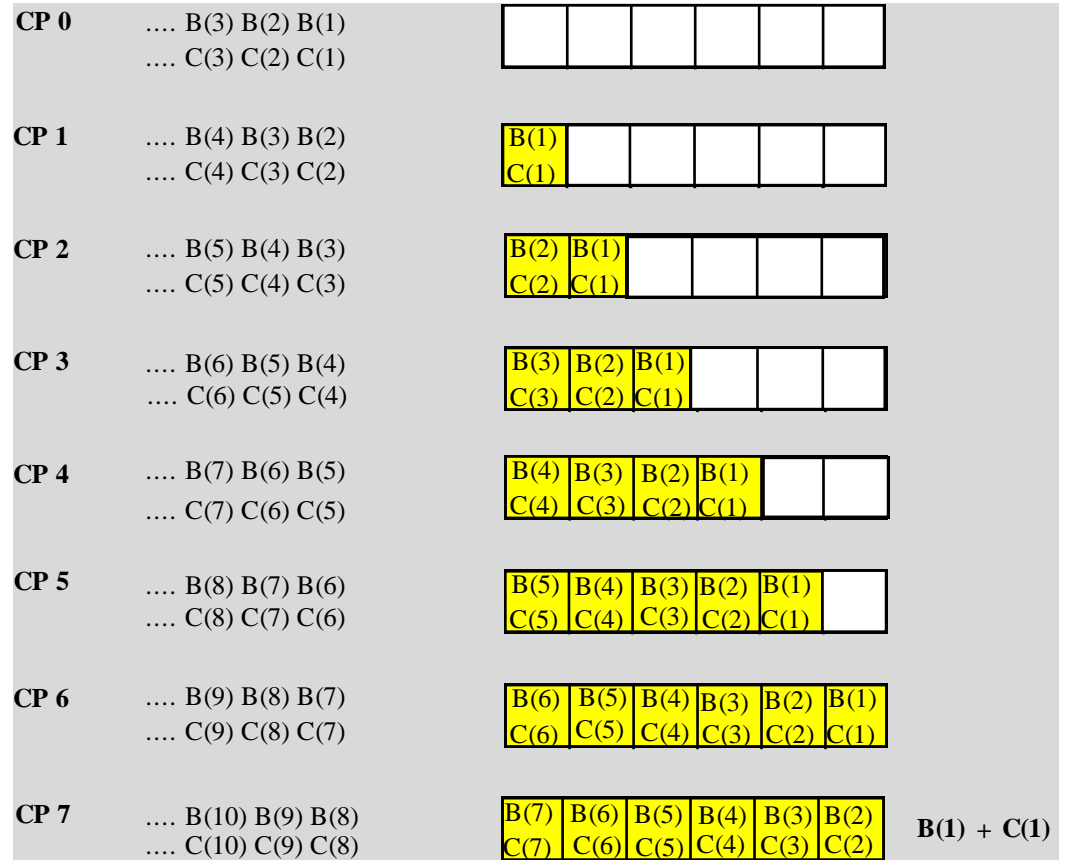 CP 0 .... B(3) B(2) B(1)
.... C(3) C(2) C(1)
CP 1 .... B(4) B(3) B(2) B(1)
.... C(4) C(3) C(2) C(1)
CP 2 .... B(5) B(4) B(3) B(2) B(1)
.... C(5) C(4) C(3) C(2) C(1)
CP 3 .... B(6) B(5) B(4) B(3) B(2) B(1)
.... C(6) C(5) C(4) C(3) C(2) C(1)
CP 4 .... B(7) B(6) B(5) B(4) B(3) B(2) B(1)
.... C(7) C(6) C(5) C(4) C(3) C(2) C(1)
CP 5 .... B(8) B(7) B(6) B(5) B(4) B(3) B(2) B(1)
.... C(8) C(7) C(6) C(5) C(4) C(3) C(2) C(1)
CP 6 .... B(9) B(8) B(7) B(6) B(5) B(4) B(3) B(2) B(1)
.... C(9) C(8) C(7) C(6) C(5) C(4) C(3) C(2) C(1)
CP 7 .... B(10) B(9) B(8) B(7) B(6) B(5) B(4) B(3) B(2) B(1) + C(1)
.... C(10) C(9) C(8) C(7) C(6) C(5) C(4) C(3) C(2)